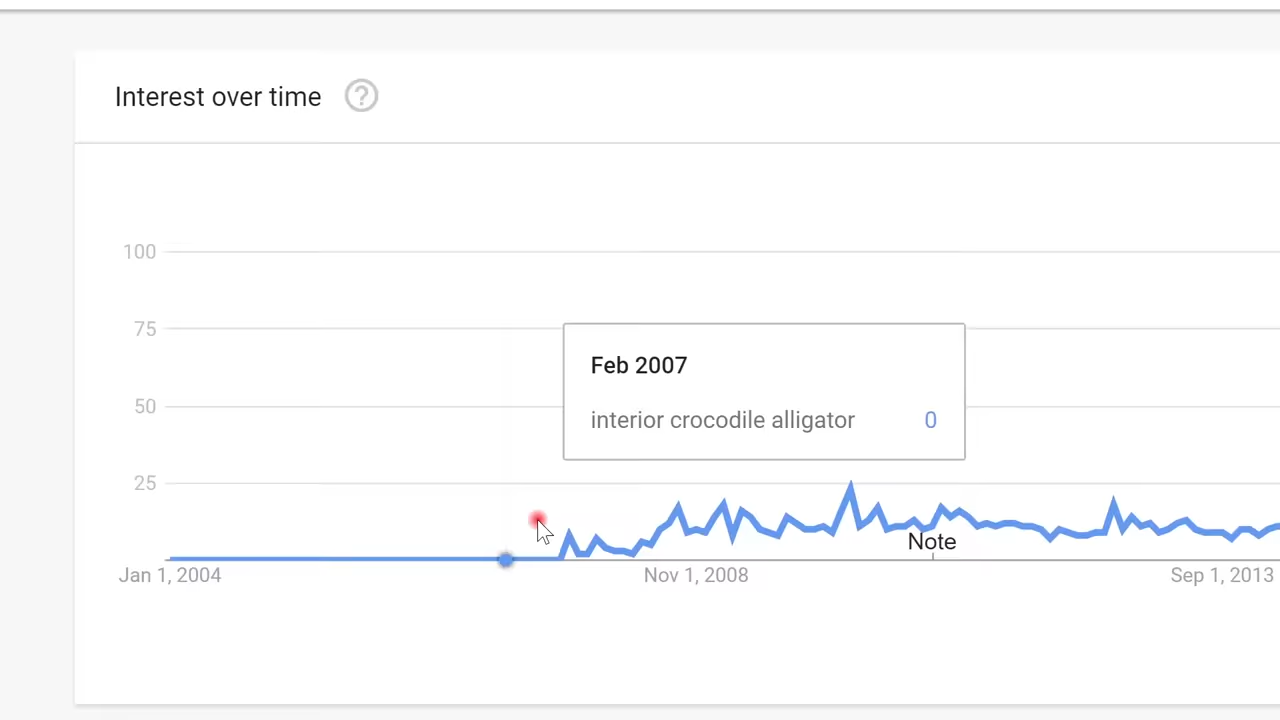 Interest over time ?
100
75
Feb 2007
50
interior crocodile alligator 0
25
Note
Jan 1, 2004 Nov 1, 2008 Sep 1, 2013